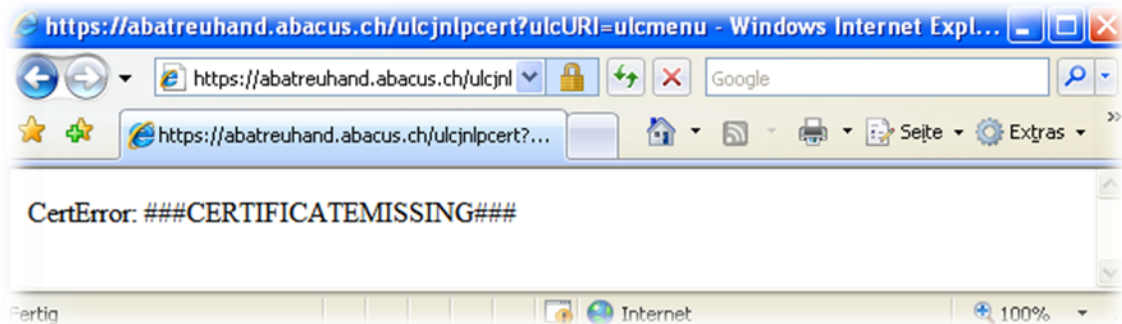 https://abatreuhand.abacus.ch/ulcjnlpcert?ulcURI=ulcmenu - Windows Internet Expl...
https://abatreuhand.abacus.ch/ulcjnl
Google
https://abatreuhand.abacus.ch/ulcjnlpcert?...
Seite
Extras
CertError: ###CERTIFICATEMISSING###
Fertig
Internet
100%